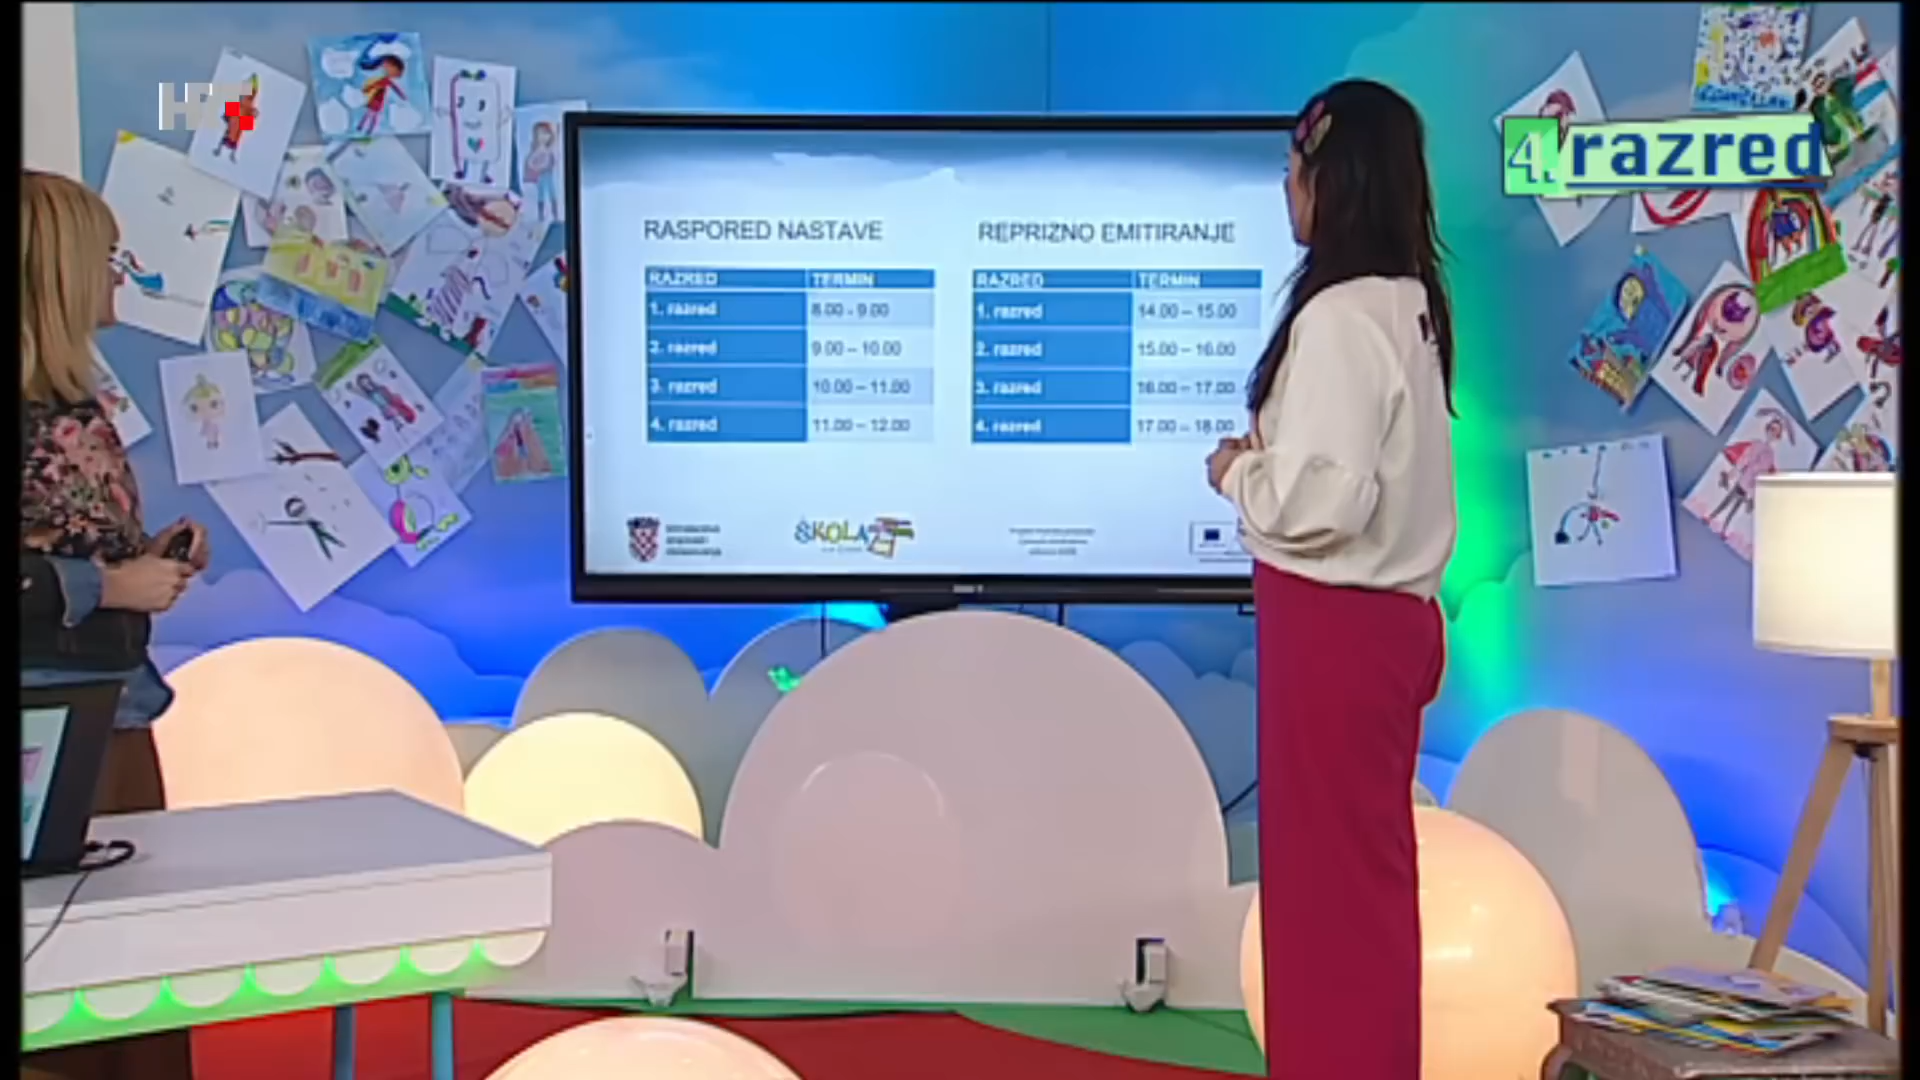 HRT
4. razred
RASPORED NASTAVE
RAZRED TERMIN
1. razred 8.00 - 9.00
2. razred 9.00 – 10.00
3. razred 10.00 – 11.00
4. razred 11.00 – 12.00
REPRIZNO EMITIRANJE
RAZRED TERMIN
1. razred 14.00 – 15.00
2. razred 15.00 – 16.00
3. razred 16.00 – 17.00
4. razred 17.00 – 18.00
ŠKOLA